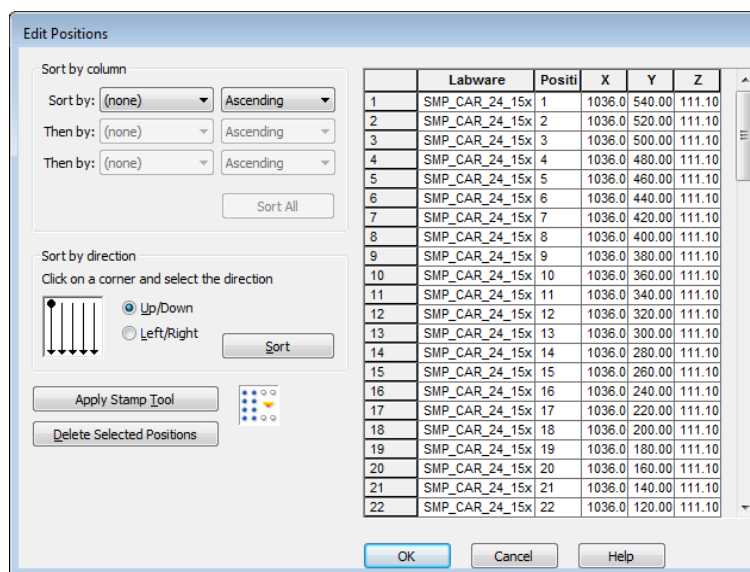 Edit Positions
Sort by column
Sort by: (none) Ascending
Then by: (none) Ascending
Then by: (none) Ascending
Sort All
Sort by direction
Click on a corner and select the direction
Up/Down
Left/Right
Sort
Apply Stamp Tool
Delete Selected Positions
Labware Positi X Y Z
1 SMP_CAR_24_15x 1 1036.0 540.00 111.10
2 SMP_CAR_24_15x 2 1036.0 520.00 111.10
3 SMP_CAR_24_15x 3 1036.0 500.00 111.10
4 SMP_CAR_24_15x 4 1036.0 480.00 111.10
5 SMP_CAR_24_15x 5 1036.0 460.00 111.10
6 SMP_CAR_24_15x 6 1036.0 440.00 111.10
7 SMP_CAR_24_15x 7 1036.0 420.00 111.10
8 SMP_CAR_24_15x 8 1036.0 400.00 111.10
9 SMP_CAR_24_15x 9 1036.0 380.00 111.10
10 SMP_CAR_24_15x 10 1036.0 360.00 111.10
11 SMP_CAR_24_15x 11 1036.0 340.00 111.10
12 SMP_CAR_24_15x 12 1036.0 320.00 111.10
13 SMP_CAR_24_15x 13 1036.0 300.00 111.10
14 SMP_CAR_24_15x 14 1036.0 280.00 111.10
15 SMP_CAR_24_15x 15 1036.0 260.00 111.10
16 SMP_CAR_24_15x 16 1036.0 240.00 111.10
17 SMP_CAR_24_15x 17 1036.0 220.00 111.10
18 SMP_CAR_24_15x 18 1036.0 200.00 111.10
19 SMP_CAR_24_15x 19 1036.0 180.00 111.10
20 SMP_CAR_24_15x 20 1036.0 160.00 111.10
21 SMP_CAR_24_15x 21 1036.0 140.00 111.10
22 SMP_CAR_24_15x 22 1036.0 120.00 111.10
OK Cancel Help